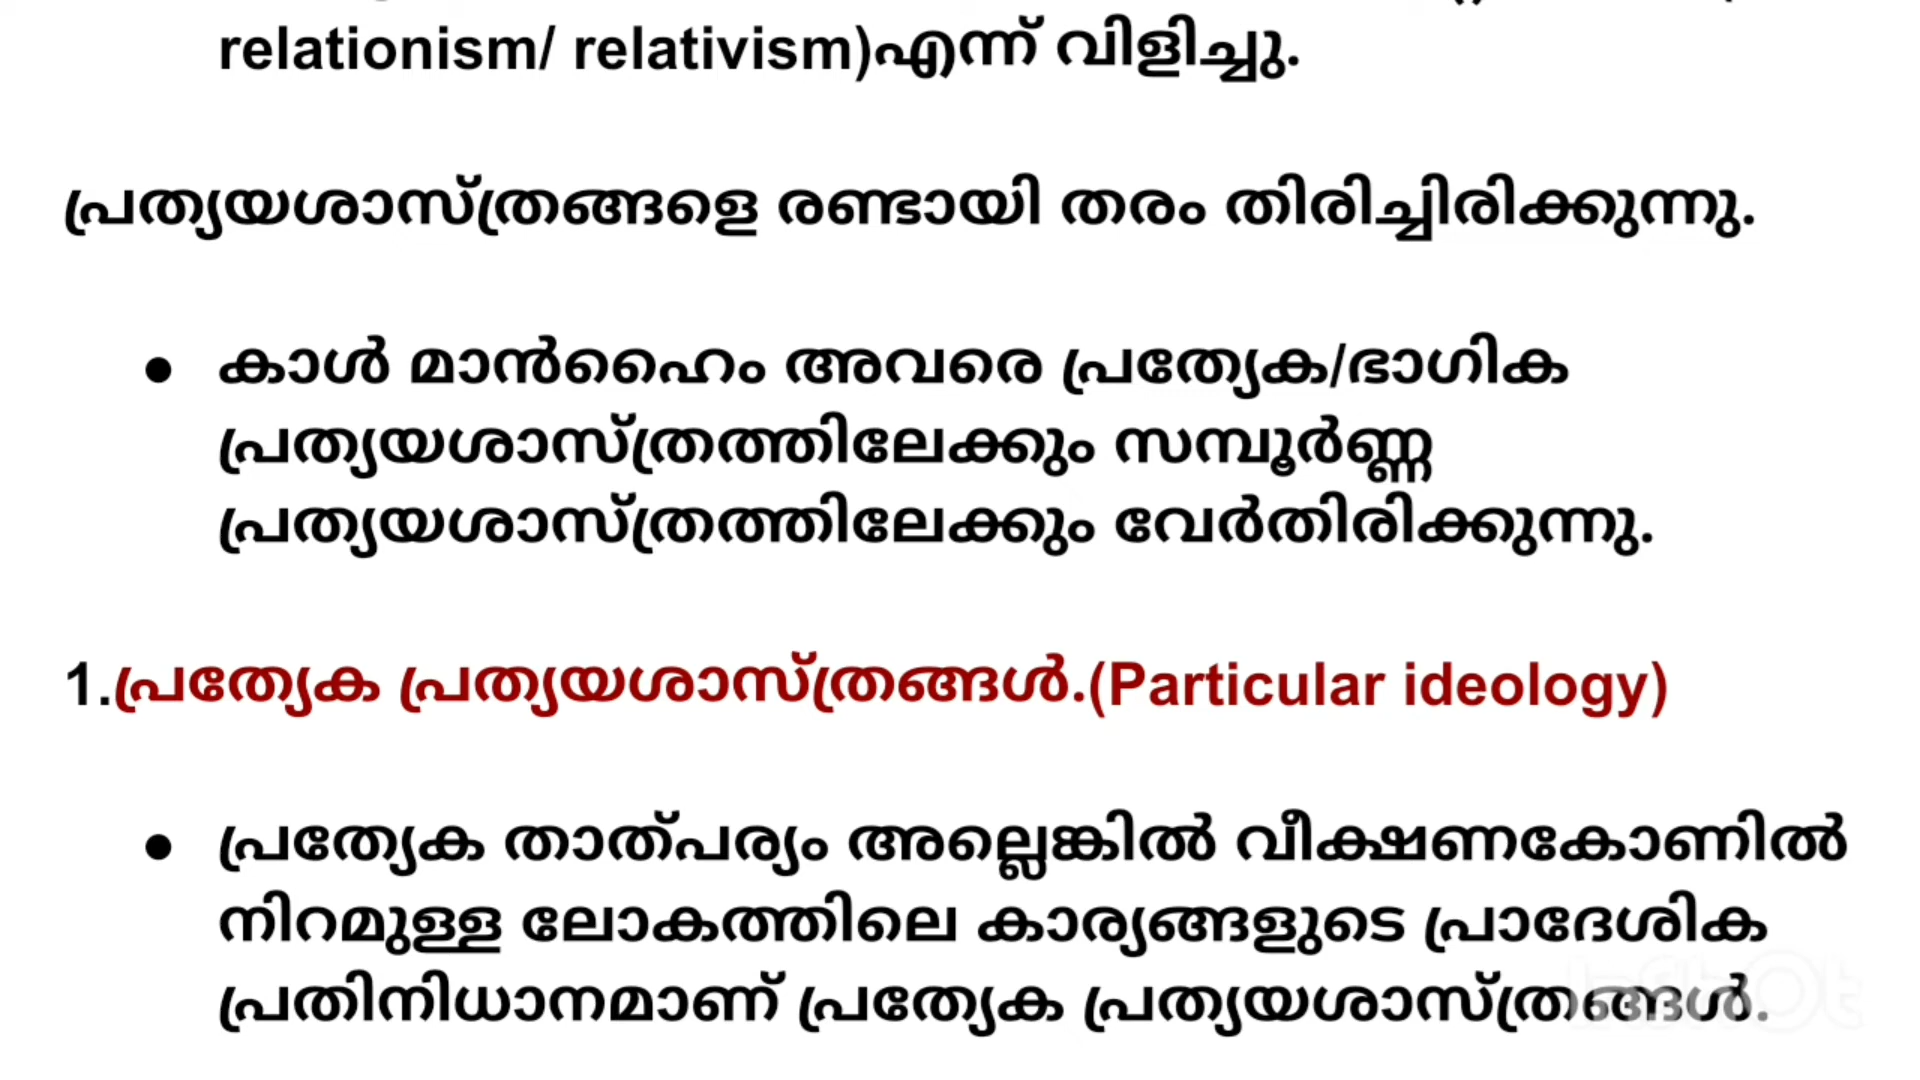 relationism/ relativism)എന്ന് വിളിച്ചു.
പ്രത്യയശാസ്ത്രങ്ങളെ രണ്ടായി തരം തിരിച്ചിരിക്കുന്നു.
● കാൾ മാൻഹൈം അവരെ പ്രത്യേക/ഭാഗിക
പ്രത്യയശാസ്ത്രത്തിലേക്കും സമ്പൂർണ്ണ
പ്രത്യയശാസ്ത്രത്തിലേക്കും വേർതിരിക്കുന്നു.
1.പ്രത്യേക പ്രത്യയശാസ്ത്രങ്ങൾ.(Particular ideology)
● പ്രത്യേക താത്പര്യം അല്ലെങ്കിൽ വീക്ഷണകോണിൽ
നിറമുള്ള ലോകത്തിലെ കാര്യങ്ങളുടെ പ്രാദേശിക
പ്രതിനിധാനമാണ് പ്രത്യേക പ്രത്യയശാസ്ത്രങ്ങൾ.
InShOt